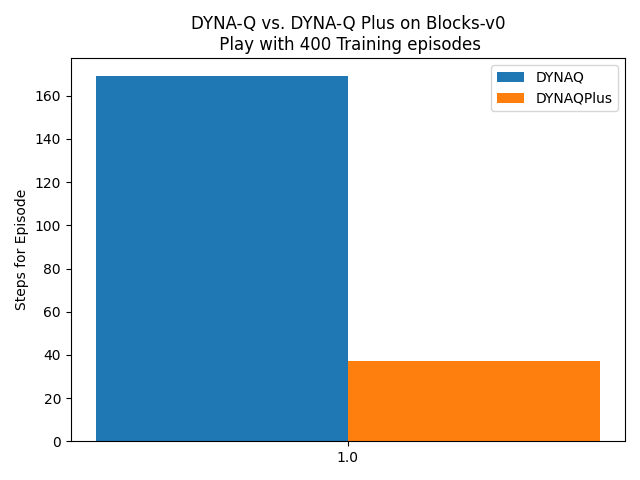 DYNA-Q vs. DYNA-Q Plus on Blocks-v0
Play with 400 Training episodes
DYNAQ
DYNAQPlus
Steps for Episode
160
140
120
100
80
60
40
20
0
1.0